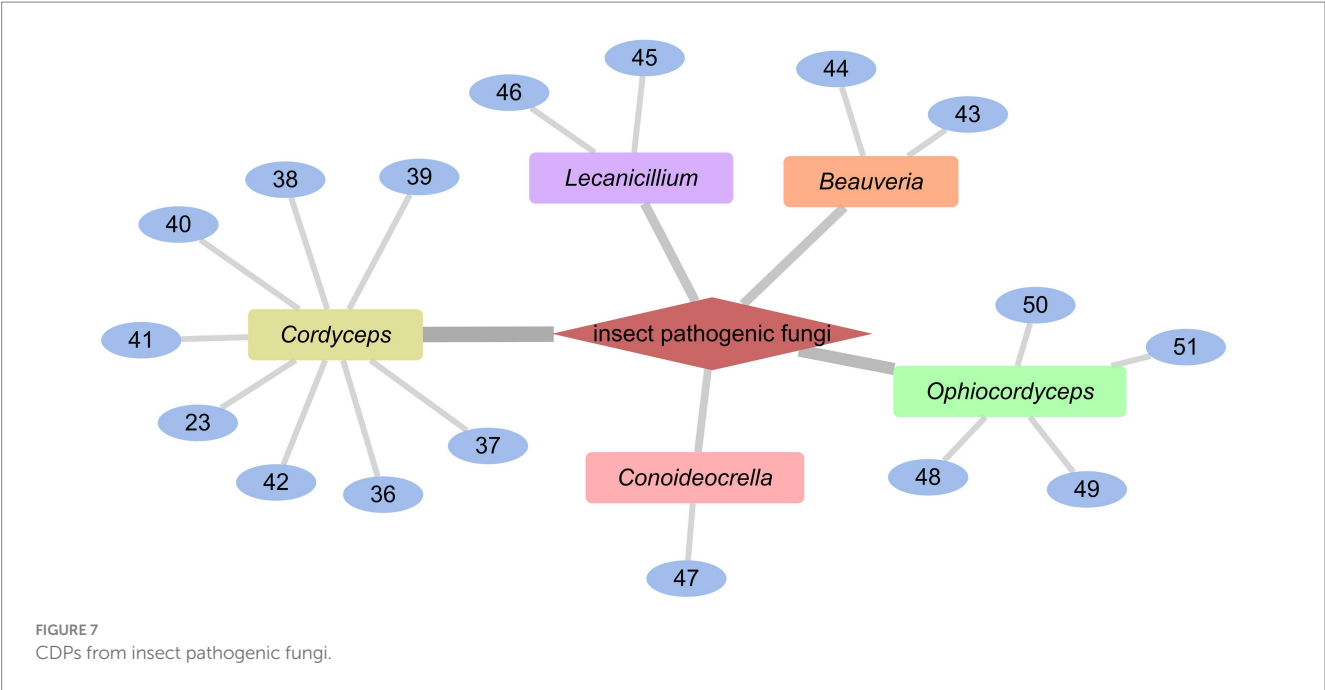 45
44
46
43
Lecanicillium
Beauveria
38
39
40
50
Cordyceps
insect pathogenic fungi
41
51
Ophiocordyceps
23
37
Conoideocrella
48
42
36
49
47
FIGURE 7
CDPs from insect pathogenic fungi.